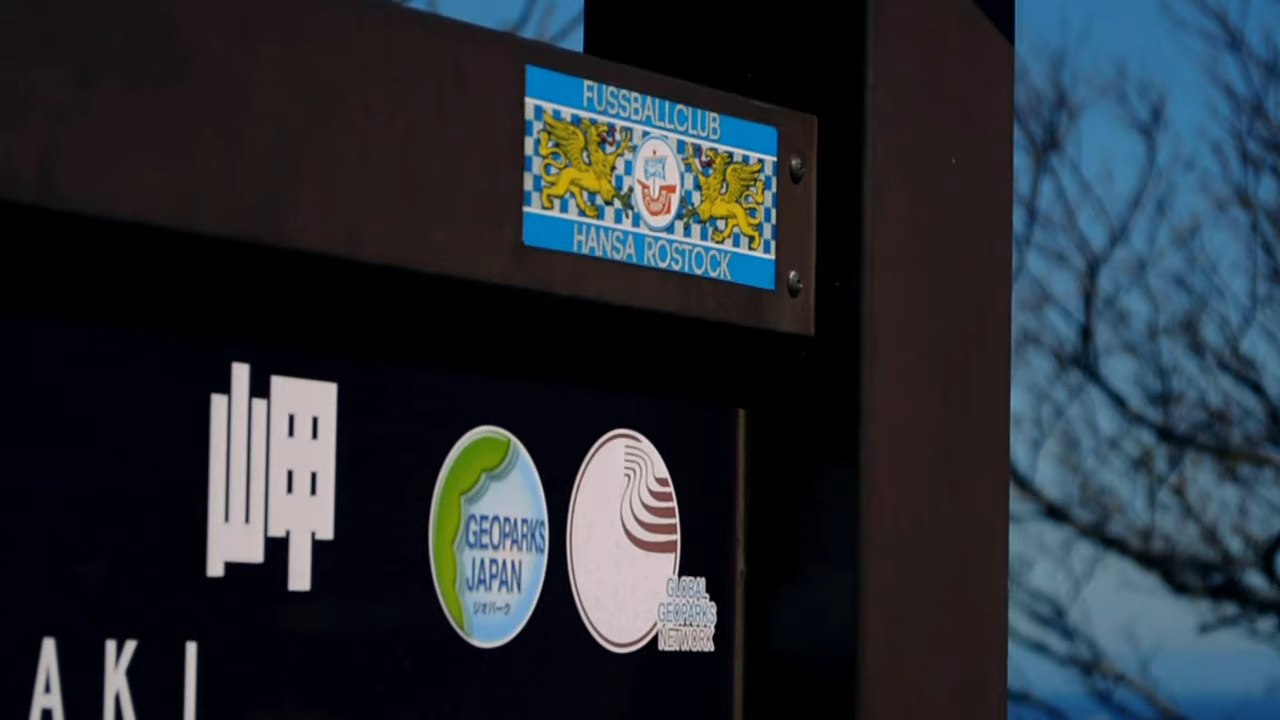 FUSSBALLCLUB
HANSA ROSTOCK
岬
GEOPARKS
JAPAN
ジオパーク
GLOBAL
GEOPARKS
NETWORK
AKI